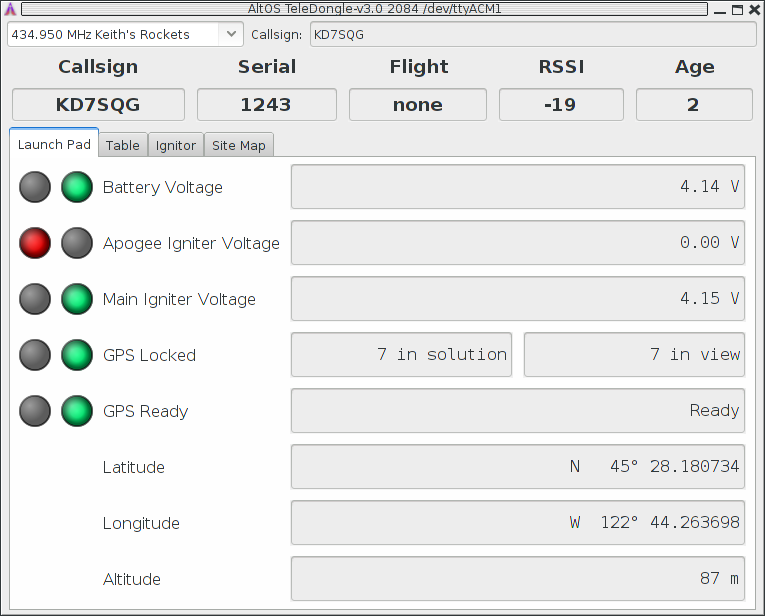 AltOS TeleDongle-v3.0 2084 /dev/ttyACM1
434.950 MHz Keith's Rockets Callsign: KD7SQG
Callsign Serial Flight RSSI Age
KD7SQG 1243 none -19 2
Launch Pad Table Ignitor Site Map
Battery Voltage 4.14 V
Apogee Igniter Voltage 0.00 V
Main Igniter Voltage 4.15 V
GPS Locked 7 in solution 7 in view
GPS Ready Ready
Latitude N 45° 28.180734
Longitude W 122° 44.263698
Altitude 87 m